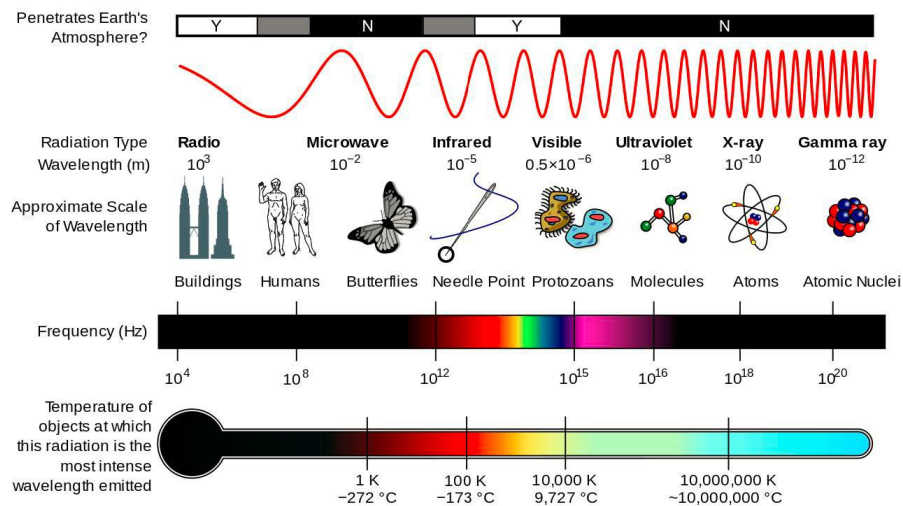 Penetrates Earth's
Atmosphere?
Y N Y N
Radiation Type Radio Microwave Infrared Visible Ultraviolet X-ray Gamma ray
Wavelength (m) 10³ 10⁻² 10⁻⁵ 0.5×10⁻⁶ 10⁻⁸ 10⁻¹⁰ 10⁻¹²
Approximate Scale
of Wavelength
Buildings Humans Butterflies Needle Point Protozoans Molecules Atoms Atomic Nuclei
Frequency (Hz)
10⁴ 10⁸ 10¹² 10¹⁵ 10¹⁶ 10¹⁸ 10²⁰
Temperature of
objects at which
this radiation is the
most intense
wavelength emitted
1 K 100 K 10,000 K 10,000,000 K
−272 °C −173 °C 9,727 °C ~10,000,000 °C